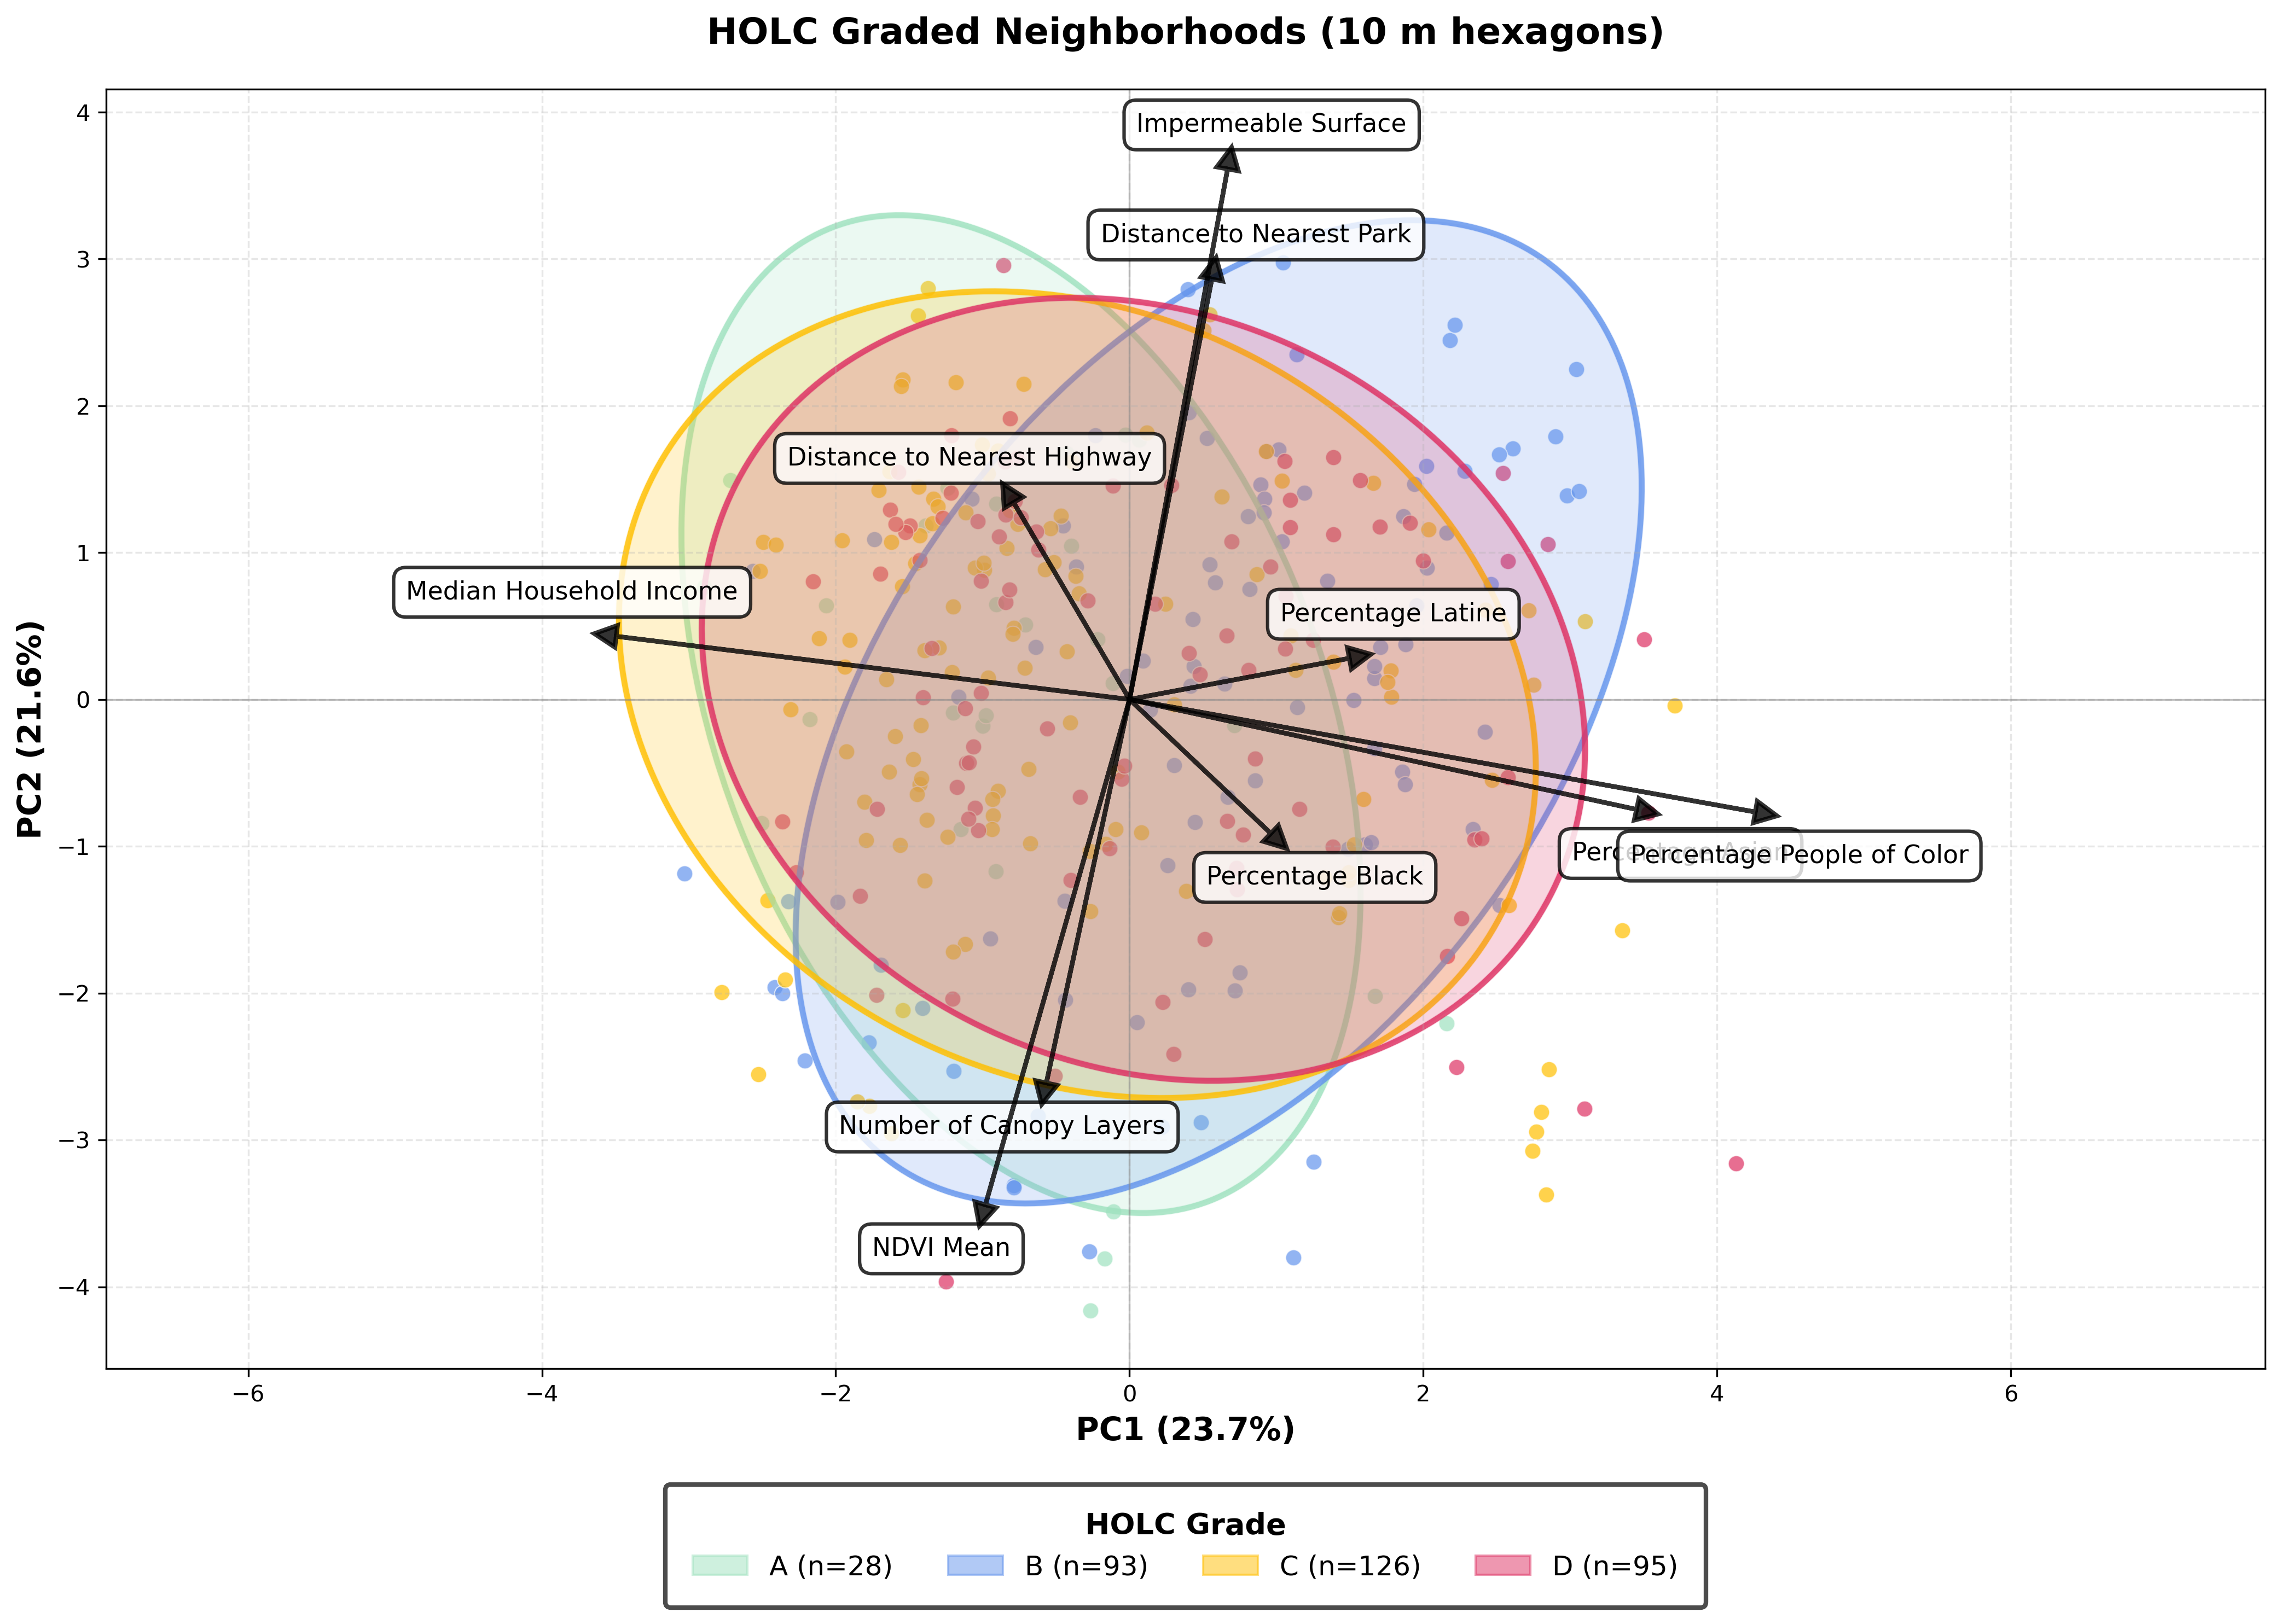 HOLC Graded Neighborhoods (10 m hexagons)
4
3
2
1
0
−1
−2
−3
−4
PC2 (21.6%)
Impermeable Surface
Distance to Nearest Park
Distance to Nearest Highway
Median Household Income
Percentage Latine
Percentage Asian
Percentage People of Color
Percentage Black
Number of Canopy Layers
NDVI Mean
−6
−4
−2
0
2
4
6
PC1 (23.7%)
HOLC Grade
A (n=28)
B (n=93)
C (n=126)
D (n=95)